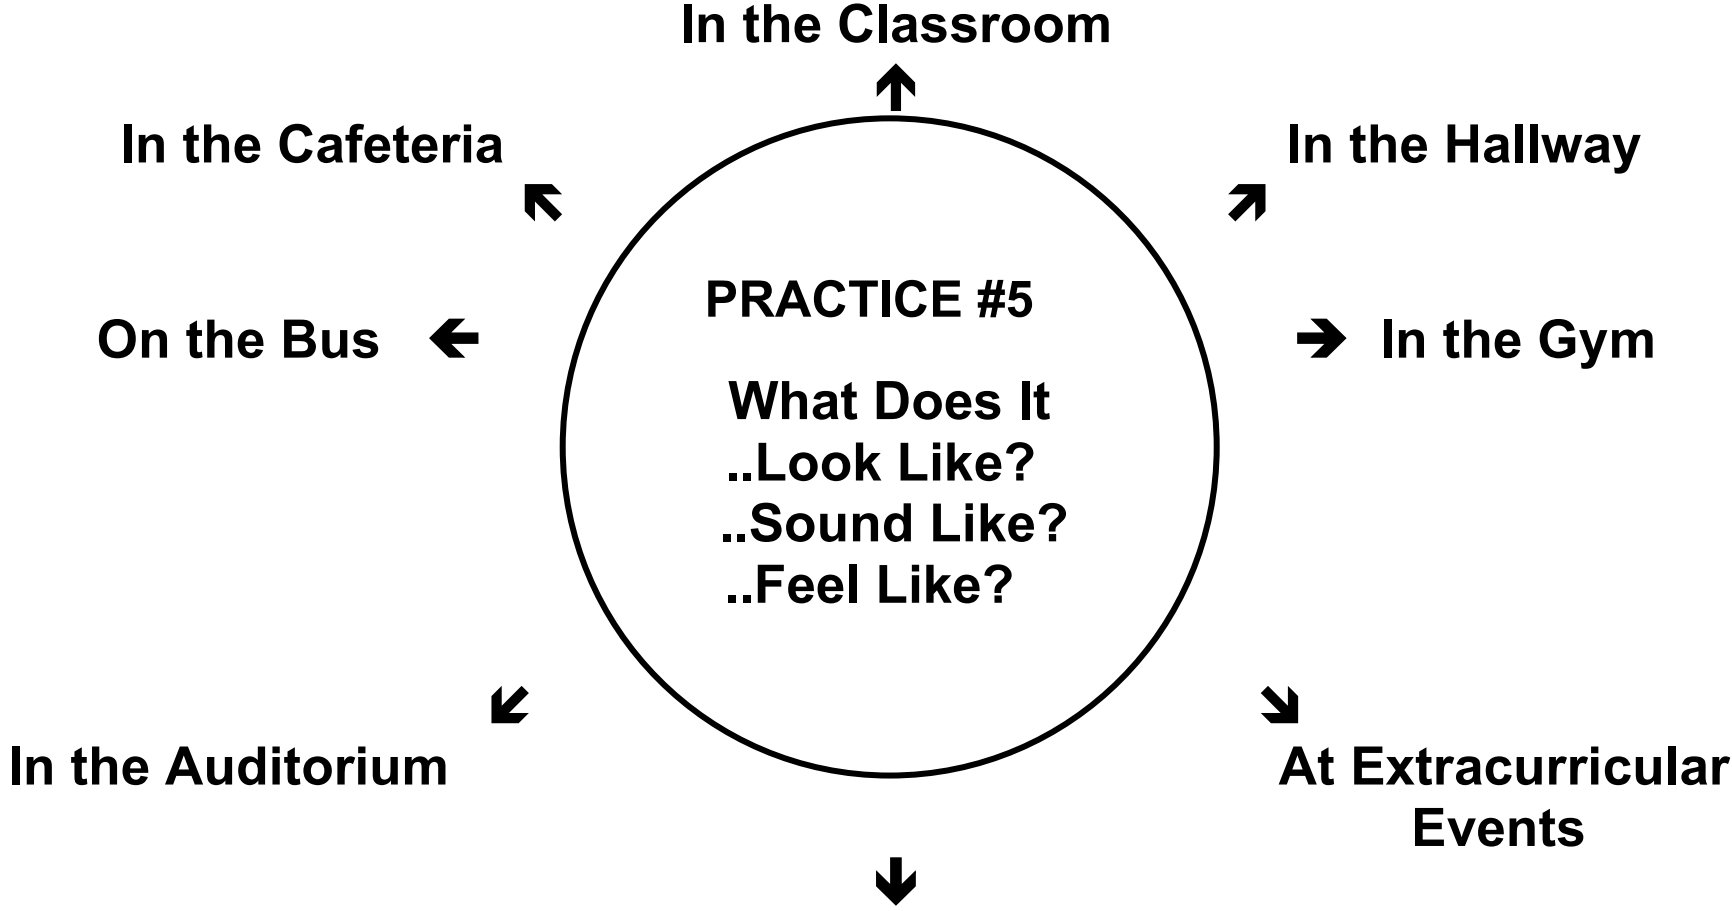 In the Classroom
In the Cafeteria
In the Hallway
PRACTICE #5
On the Bus
In the Gym
What Does It
..Look Like?
..Sound Like?
..Feel Like?
In the Auditorium
At Extracurricular
Events